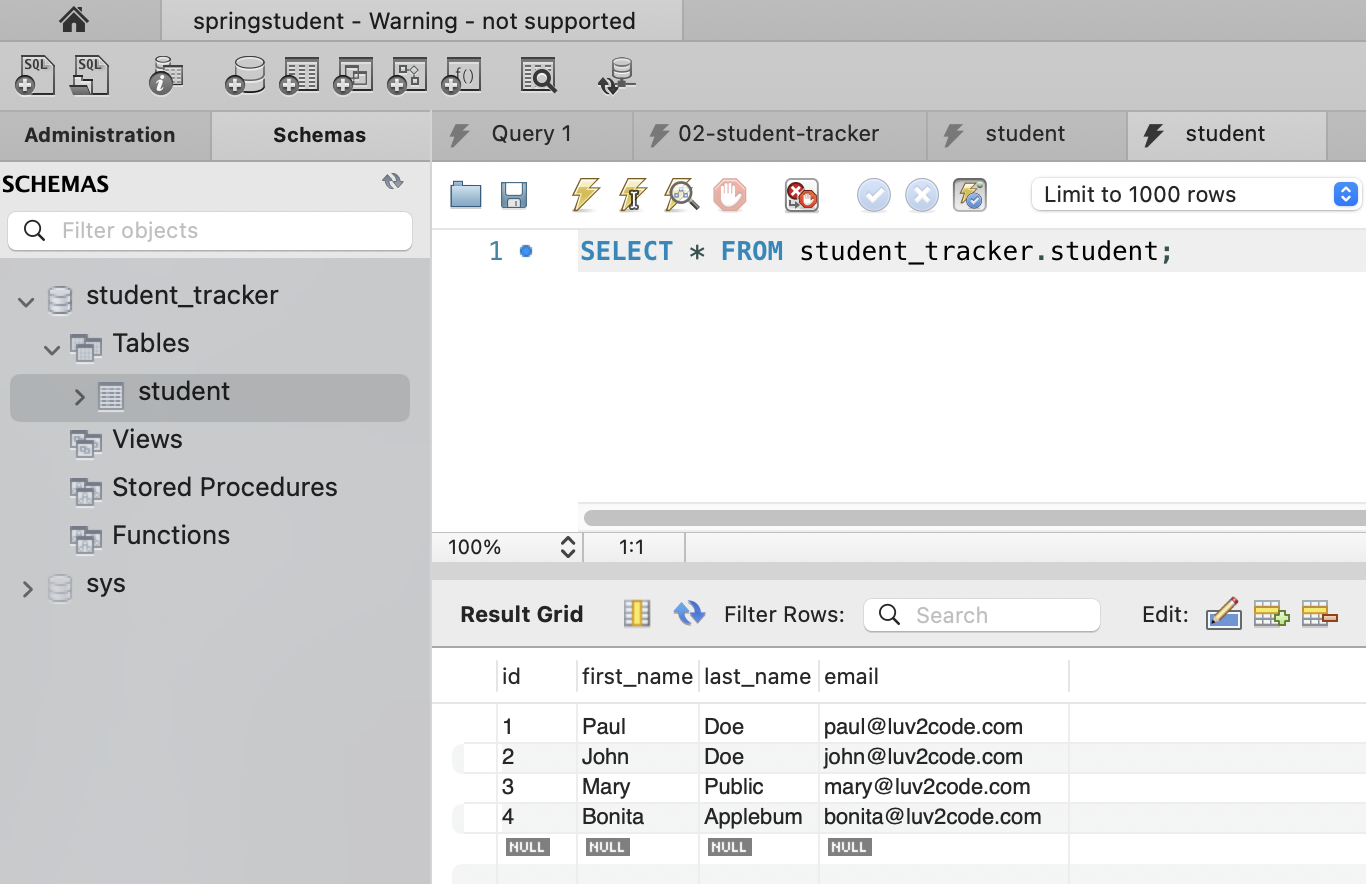 springstudent - Warning - not supported
SQL SQL i f()
Administration Schemas
Query 1 02-student-tracker student student
SCHEMAS
Filter objects
Limit to 1000 rows
1 SELECT * FROM student_tracker.student;
student_tracker
Tables
student
Views
Stored Procedures
Functions
sys
100% 1:1
Result Grid Filter Rows: Search Edit:
id first_name last_name email
1 Paul Doe paul@luv2code.com
2 John Doe john@luv2code.com
3 Mary Public mary@luv2code.com
4 Bonita Applebum bonita@luv2code.com
NULL NULL NULL NULL